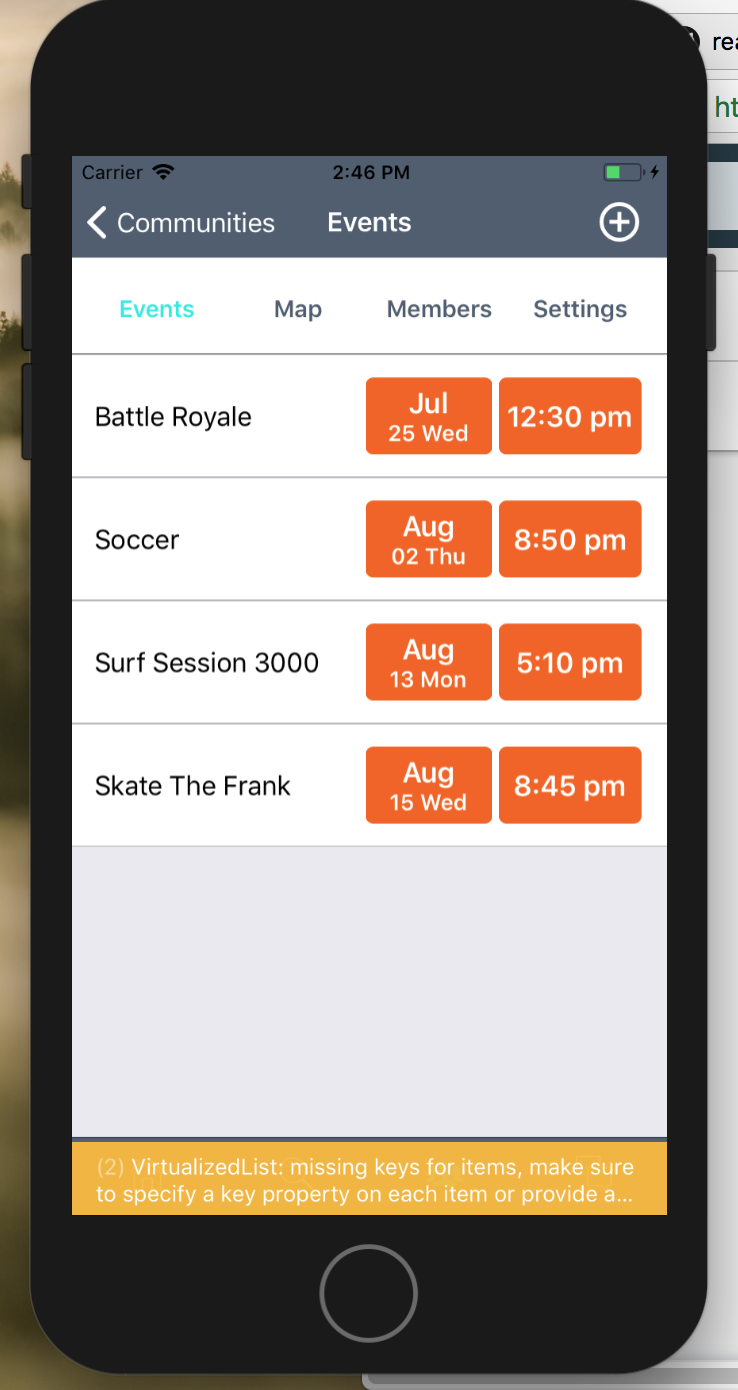 rea
ht
Carrier 2:46 PM
Communities Events
Events Map Members Settings
Battle Royale
Jul
25 Wed
12:30 pm
Soccer
Aug
02 Thu
8:50 pm
Surf Session 3000
Aug
13 Mon
5:10 pm
Skate The Frank
Aug
15 Wed
8:45 pm
(2) VirtualizedList: missing keys for items, make sure
to specify a key property on each item or provide a...